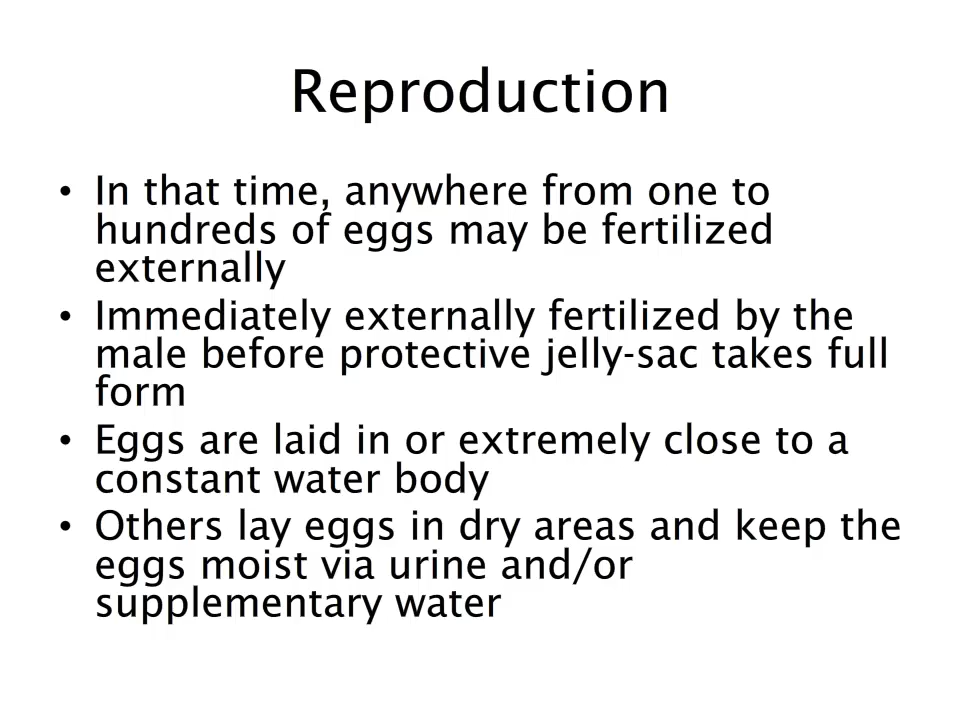 Reproduction
• In that time, anywhere from one to
hundreds of eggs may be fertilized
externally
• Immediately externally fertilized by the
male before protective jelly-sac takes full
form
• Eggs are laid in or extremely close to a
constant water body
• Others lay eggs in dry areas and keep the
eggs moist via urine and/or
supplementary water